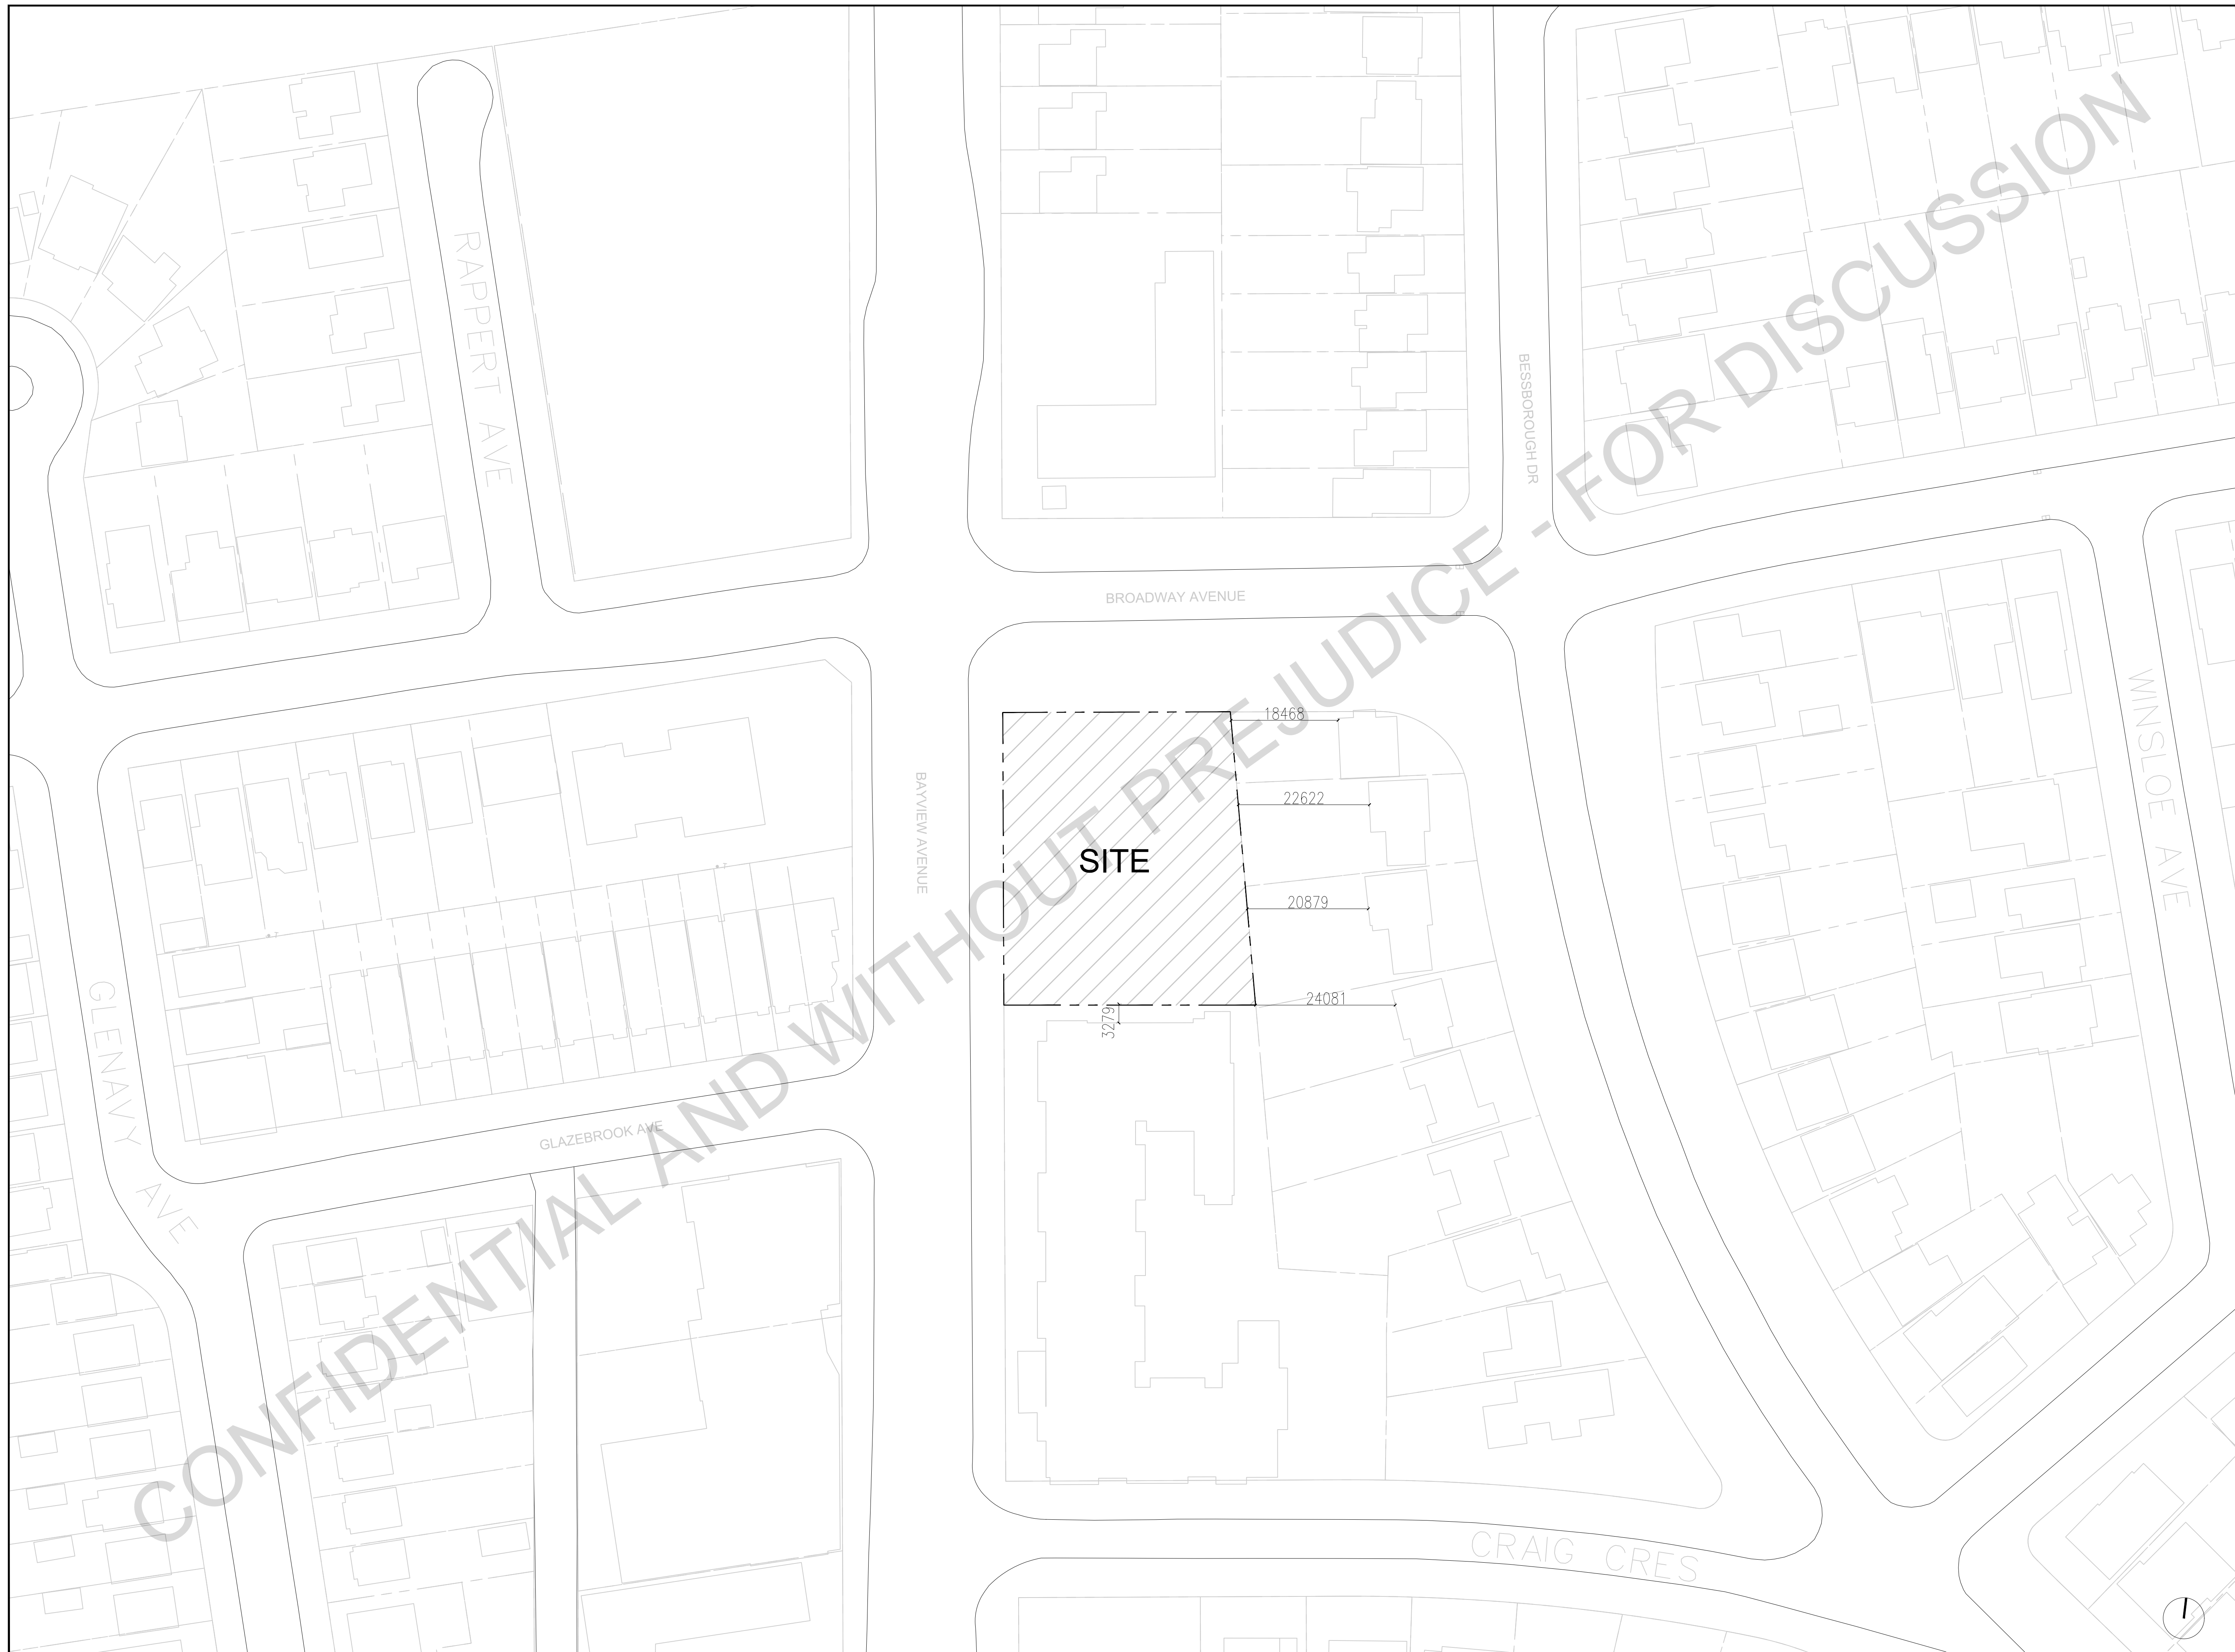 RAPPERT AVE
BESSBOROUGH DR
BROADWAY AVENUE
18468
BAYVIEW AVENUE
22622
SITE
20879
24081
3279
WINSLOE AVE
GLENAVY AVE
GLAZEBROOK AVE
CRAIG CRES
CONFIDENTIAL AND WITHOUT PREJUDICE - FOR DISCUSSION